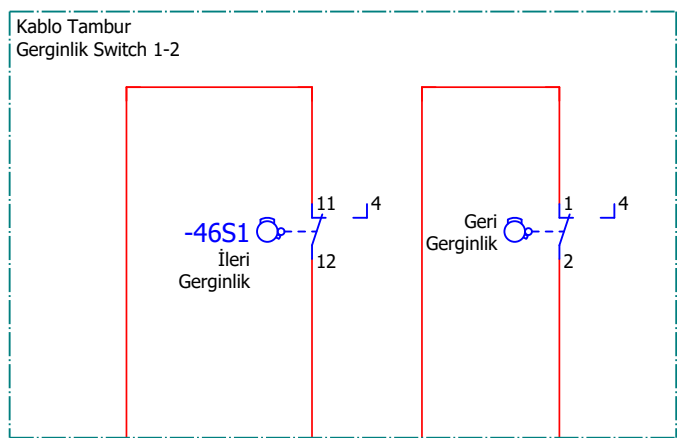 Kablo Tambur
Gerginlik Switch 1-2
11
4
-46S1
İleri
Gerginlik
12
1
4
Geri
Gerginlik
2